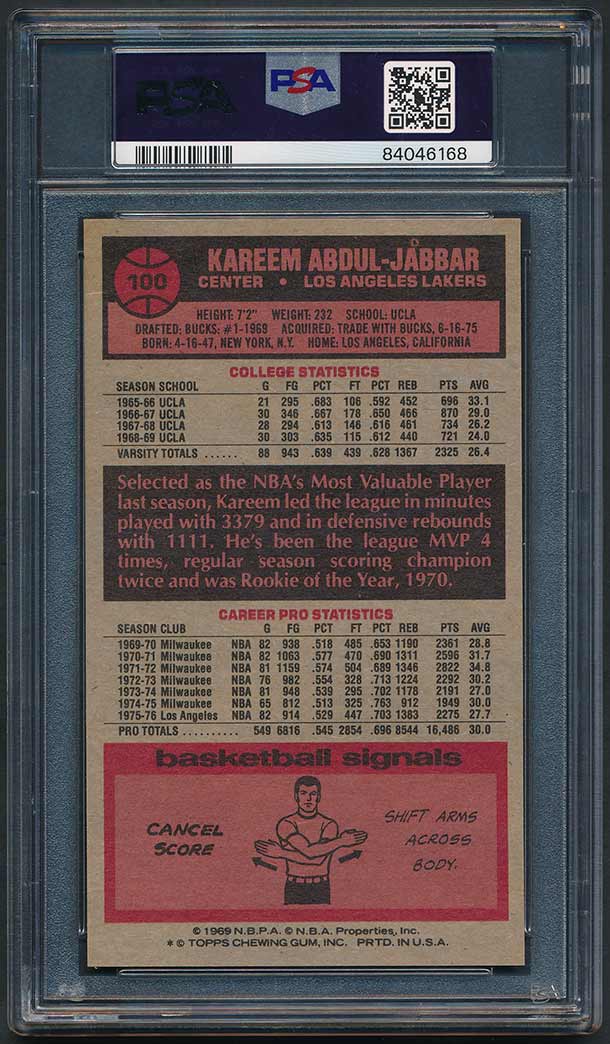 PSA
PSA
84046168
100
KAREEM ABDUL-JABBAR
CENTER • LOS ANGELES LAKERS
HEIGHT: 7'2" WEIGHT: 232 SCHOOL: UCLA
DRAFTED: BUCKS: #1-1969 ACQUIRED: TRADE WITH BUCKS, 6-16-75
BORN: 4-16-47, NEW YORK, N.Y. HOME: LOS ANGELES, CALIFORNIA
COLLEGE STATISTICS
SEASON SCHOOL G FG PCT FT PCT REB PTS AVG
1965-66 UCLA 21 295 .683 106 .592 452 696 33.1
1966-67 UCLA 30 346 .667 178 .650 466 870 29.0
1967-68 UCLA 28 294 .613 146 .616 461 734 26.2
1968-69 UCLA 30 303 .635 115 .612 440 721 24.0
VARSITY TOTALS ...... 88 943 .639 439 .628 1367 2325 26.4
Selected as the NBA's Most Valuable Player
last season, Kareem led the league in minutes
played with 3379 and in defensive rebounds
with 1111. He's been the league MVP 4
times, regular season scoring champion
twice and was Rookie of the Year, 1970.
CAREER PRO STATISTICS
SEASON CLUB G FG PCT FT PCT REB PTS AVG
1969-70 Milwaukee NBA 82 938 .518 485 .653 1190 2361 28.8
1970-71 Milwaukee NBA 82 1063 .577 470 .690 1311 2596 31.7
1971-72 Milwaukee NBA 81 1159 .574 504 .689 1346 2822 34.8
1972-73 Milwaukee NBA 76 982 .554 328 .713 1224 2292 30.2
1973-74 Milwaukee NBA 81 948 .539 295 .702 1178 2191 27.0
1974-75 Milwaukee NBA 65 812 .513 325 .763 912 1949 30.0
1975-76 Los Angeles NBA 82 914 .529 447 .703 1383 2275 27.7
PRO TOTALS .......... 549 6816 .545 2854 .696 8544 16,486 30.0
basketball signals
CANCEL
SCORE
SHIFT ARMS
ACROSS
BODY.
© 1969 N.B.P.A. © N.B.A. Properties, Inc.
* © TOPPS CHEWING GUM, INC. PRTD. IN U.S.A.